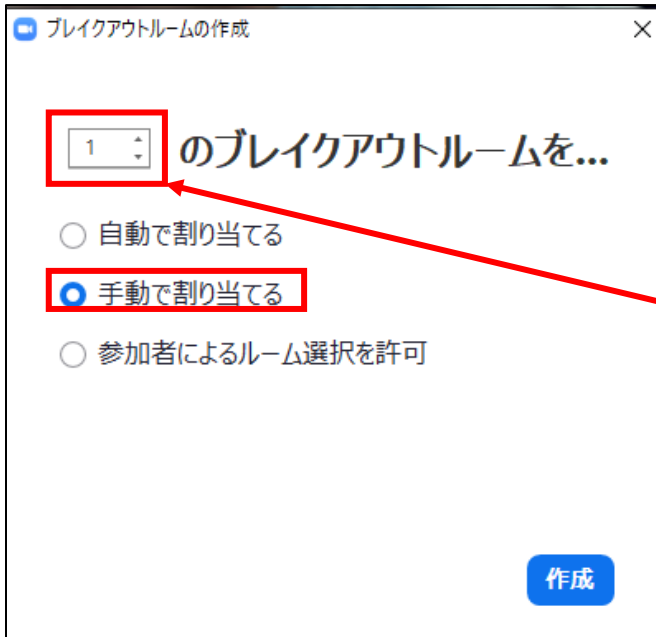 ブレイクアウトルームの作成
1 のブレイクアウトルームを...
自動で割り当てる
手動で割り当てる
参加者によるルーム選択を許可
作成